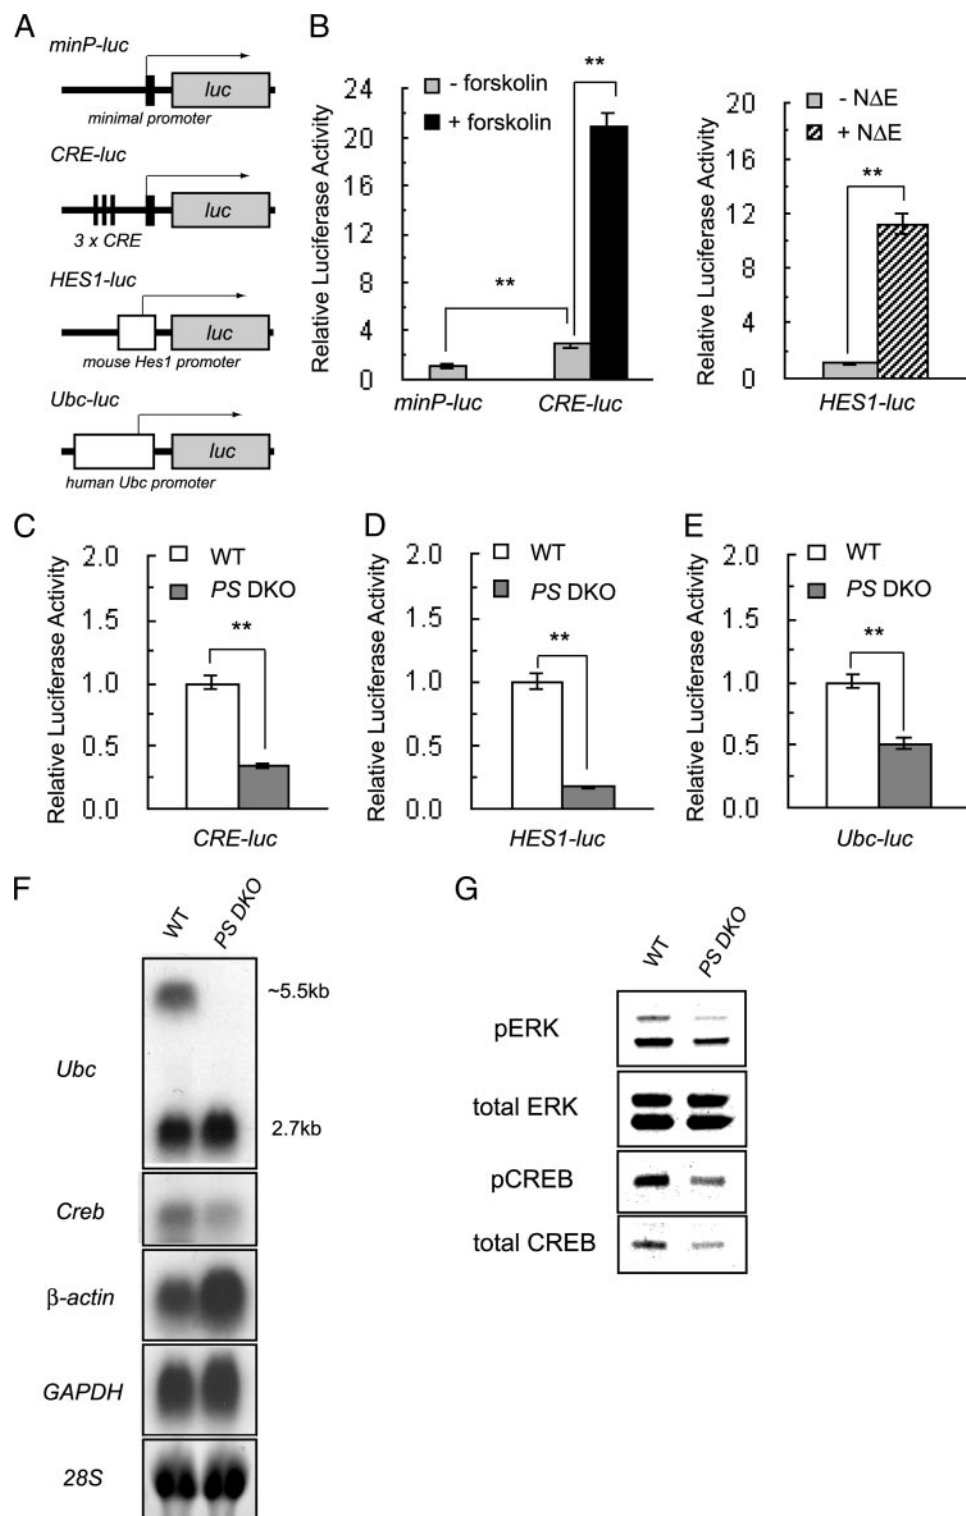 A
minP-luc
luc
minimal promoter
CRE-luc
luc
3 x CRE
HES1-luc
luc
mouse Hes1 promoter
Ubc-luc
luc
human Ubc promoter
B
Relative Luciferase Activity
24
20
16
12
8
4
0
- forskolin
+ forskolin
**
**
minP-luc
CRE-luc
Relative Luciferase Activity
20
16
12
8
4
0
- NΔE
+ NΔE
**
HES1-luc
C
Relative Luciferase Activity
2.0
1.5
1.0
0.5
0.0
WT
PS DKO
**
CRE-luc
D
Relative Luciferase Activity
2.0
1.5
1.0
0.5
0.0
WT
PS DKO
**
HES1-luc
E
Relative Luciferase Activity
2.0
1.5
1.0
0.5
0.0
WT
PS DKO
**
Ubc-luc
F
WT
PS DKO
Ubc
~5.5kb
2.7kb
Creb
β-actin
GAPDH
28S
G
WT
PS DKO
pERK
total ERK
pCREB
total CREB